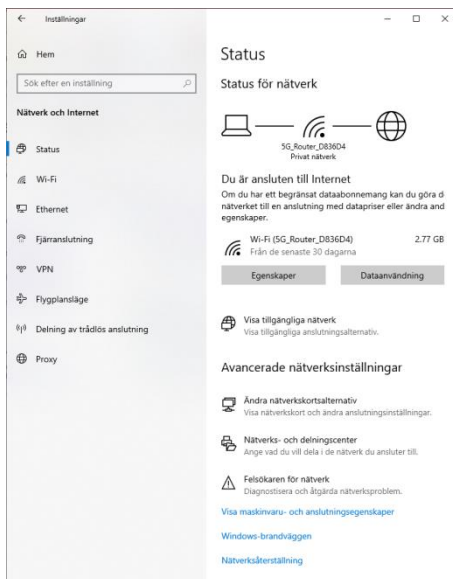 Inställningar
Hem
Sök efter en inställning
Nätverk och Internet
Status
Wi-Fi
Ethernet
Fjärranslutning
VPN
Flygplansläge
Delning av trådlös anslutning
Proxy
Status
Status för nätverk
5G_Router_D836D4
Privat nätverk
Du är ansluten till Internet
Om du har ett begränsat dataabonnemang kan du göra d
nätverket till en anslutning med datapriser eller ändra and
egenskaper.
Wi-Fi (5G_Router_D836D4) 2.77 GB
Från de senaste 30 dagarna
Egenskaper Dataanvändning
Visa tillgängliga nätverk
Visa tillgängliga anslutningsalternativ.
Avancerade nätverksinställningar
Ändra nätverkskortsalternativ
Visa nätverkskort och ändra anslutningsinställningar.
Nätverks- och delningscenter
Ange vad du vill dela i de nätverk du ansluter till.
Felsökaren för nätverk
Diagnostisera och åtgärda nätverksproblem.
Visa maskinvaru- och anslutningsegenskaper
Windows-brandväggen
Nätverksåterställning